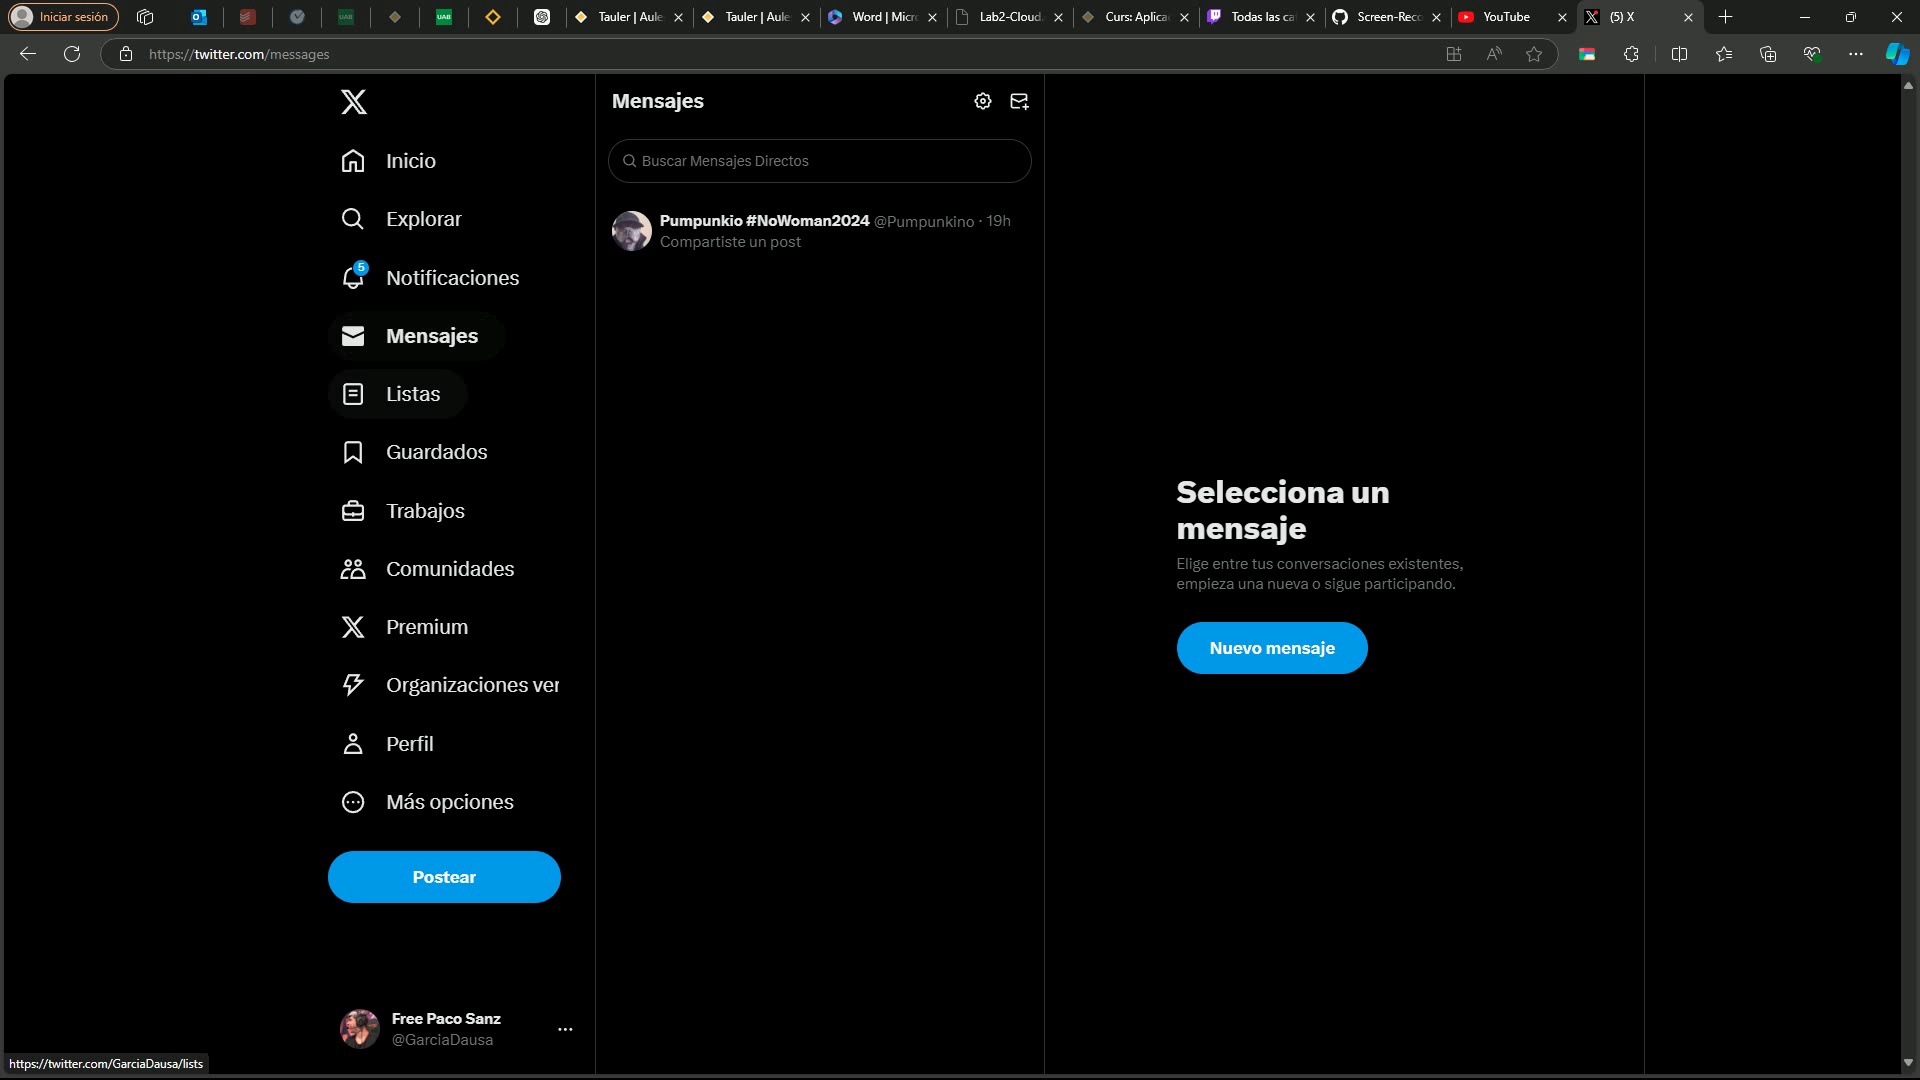 Iniciar sesión
Tauler | Aule
Tauler | Aule
Word | Micr
Lab2-Cloud
Curs: Aplica
Todas las ca
Screen-Reco
YouTube
(5) X
https://twitter.com/messages
Inicio
Explorar
5
Notificaciones
Mensajes
Listas
Guardados
Trabajos
Comunidades
Premium
Organizaciones ver
Perfil
Más opciones
Postear
Free Paco Sanz
@GarciaDausa
https://twitter.com/GarciaDausa/lists
Mensajes
Buscar Mensajes Directos
Pumpunkio #NoWoman2024 @Pumpunkino · 19h
Compartiste un post
Selecciona un
mensaje
Elige entre tus conversaciones existentes,
empieza una nueva o sigue participando.
Nuevo mensaje